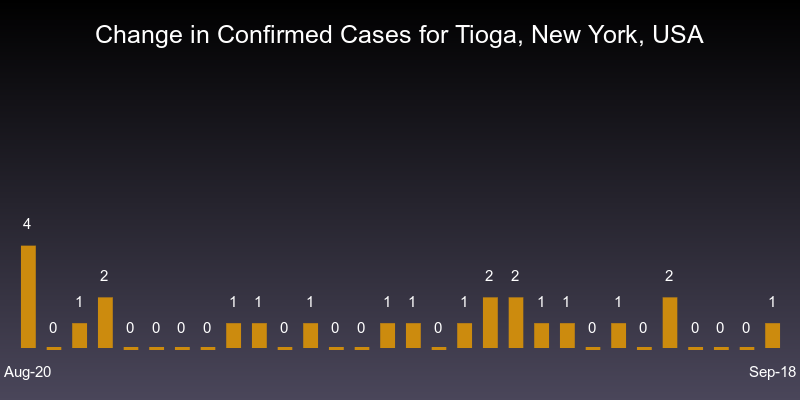 Change in Confirmed Cases for Tioga, New York, USA
4 0 1 2 0 0 0 0 1 1 0 1 0 0 1 1 0 1 2 2 1 1 0 1 0 2 0 0 0 1
Aug-20 Sep-18